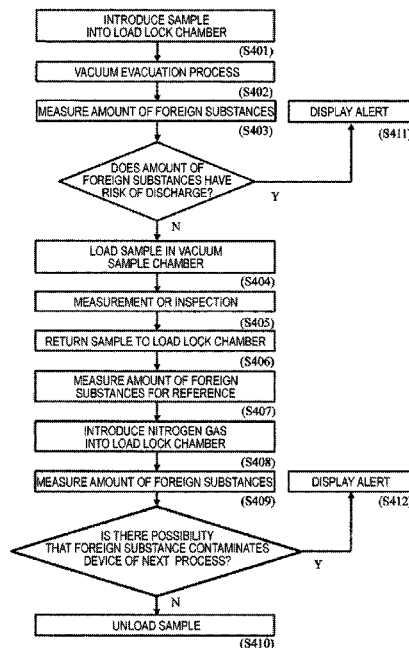 INTRODUCE SAMPLE
INTO LOAD LOCK CHAMBER
(S401)
VACUUM EVACUATION PROCESS
(S402)
MEASURE AMOUNT OF FOREIGN SUBSTANCES
(S403)
DISPLAY ALERT
(S411)
DOES AMOUNT OF
FOREIGN SUBSTANCES HAVE
RISK OF DISCHARGE?
Y
N
LOAD SAMPLE IN VACUUM
SAMPLE CHAMBER
(S404)
MEASUREMENT OR INSPECTION
(S405)
RETURN SAMPLE TO LOAD LOCK CHAMBER
(S406)
MEASURE AMOUNT OF FOREIGN
SUBSTANCES FOR REFERENCE
(S407)
INTRODUCE NITROGEN GAS
INTO LOAD LOCK CHAMBER
(S408)
MEASURE AMOUNT OF FOREIGN SUBSTANCES
(S409)
DISPLAY ALERT
(S412)
IS THERE POSSIBILITY
THAT FOREIGN SUBSTANCE CONTAMINATES
DEVICE OF NEXT PROCESS?
Y
N
UNLOAD SAMPLE
(S410)